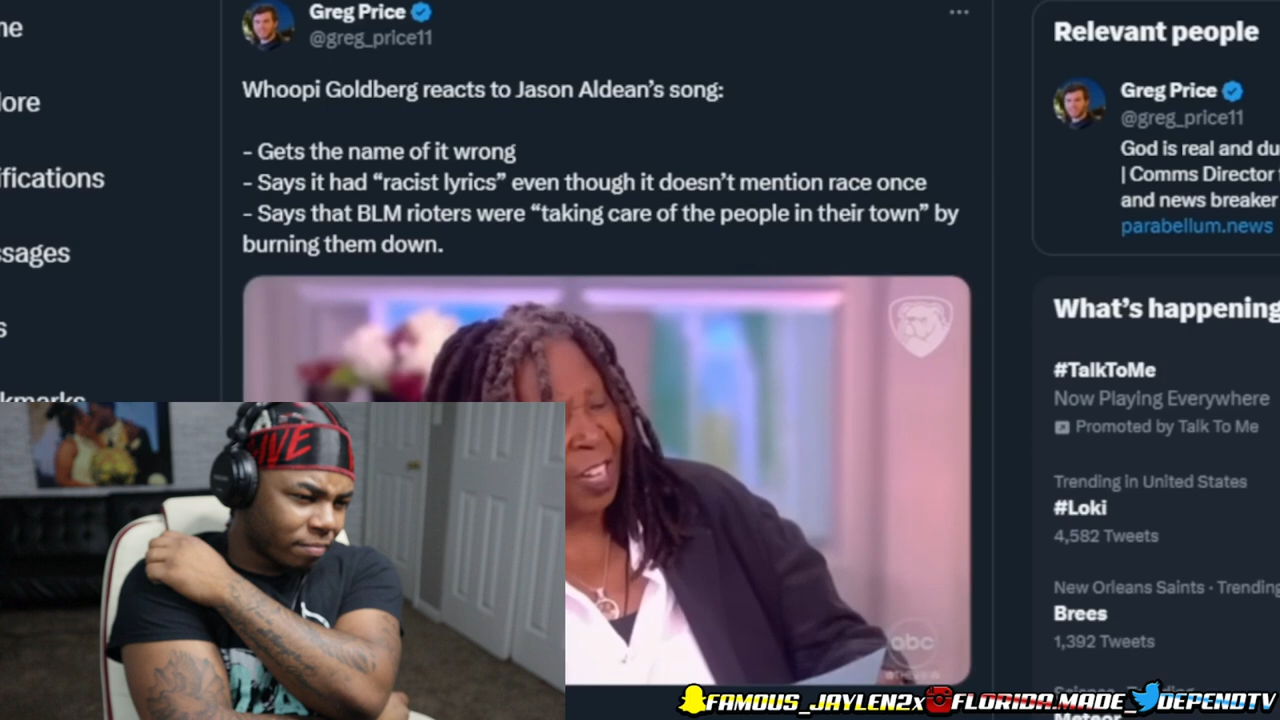 me
Greg Price
@greg_price11
Relevant people
Whoopi Goldberg reacts to Jason Aldean's song:
Greg Price
@greg_price11
lore
- Gets the name of it wrong
God is real and du
ifications
- Says it had "racist lyrics" even though it doesn't mention race once
| Comms Director
- Says that BLM rioters were "taking care of the people in their town" by
and news breaker
burning them down.
parabellum.news
ssages
What's happening
s
#TalkToMe
Now Playing Everywhere
kmarks
Promoted by Talk To Me
Trending in United States
#Loki
4,582 Tweets
New Orleans Saints · Trending
Brees
1,392 Tweets
abc
FAMOUS_JAYLEN2x FLORIDA.MADE_ DEPENDTV